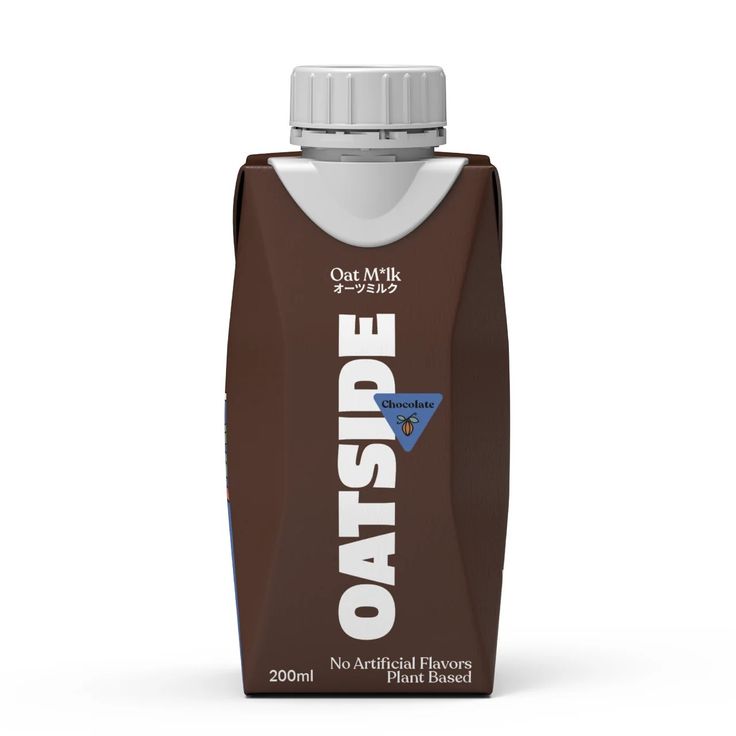 Oat M*lk
オーツミルク
OATSIDE
Chocolate
200ml
No Artificial Flavors
Plant Based